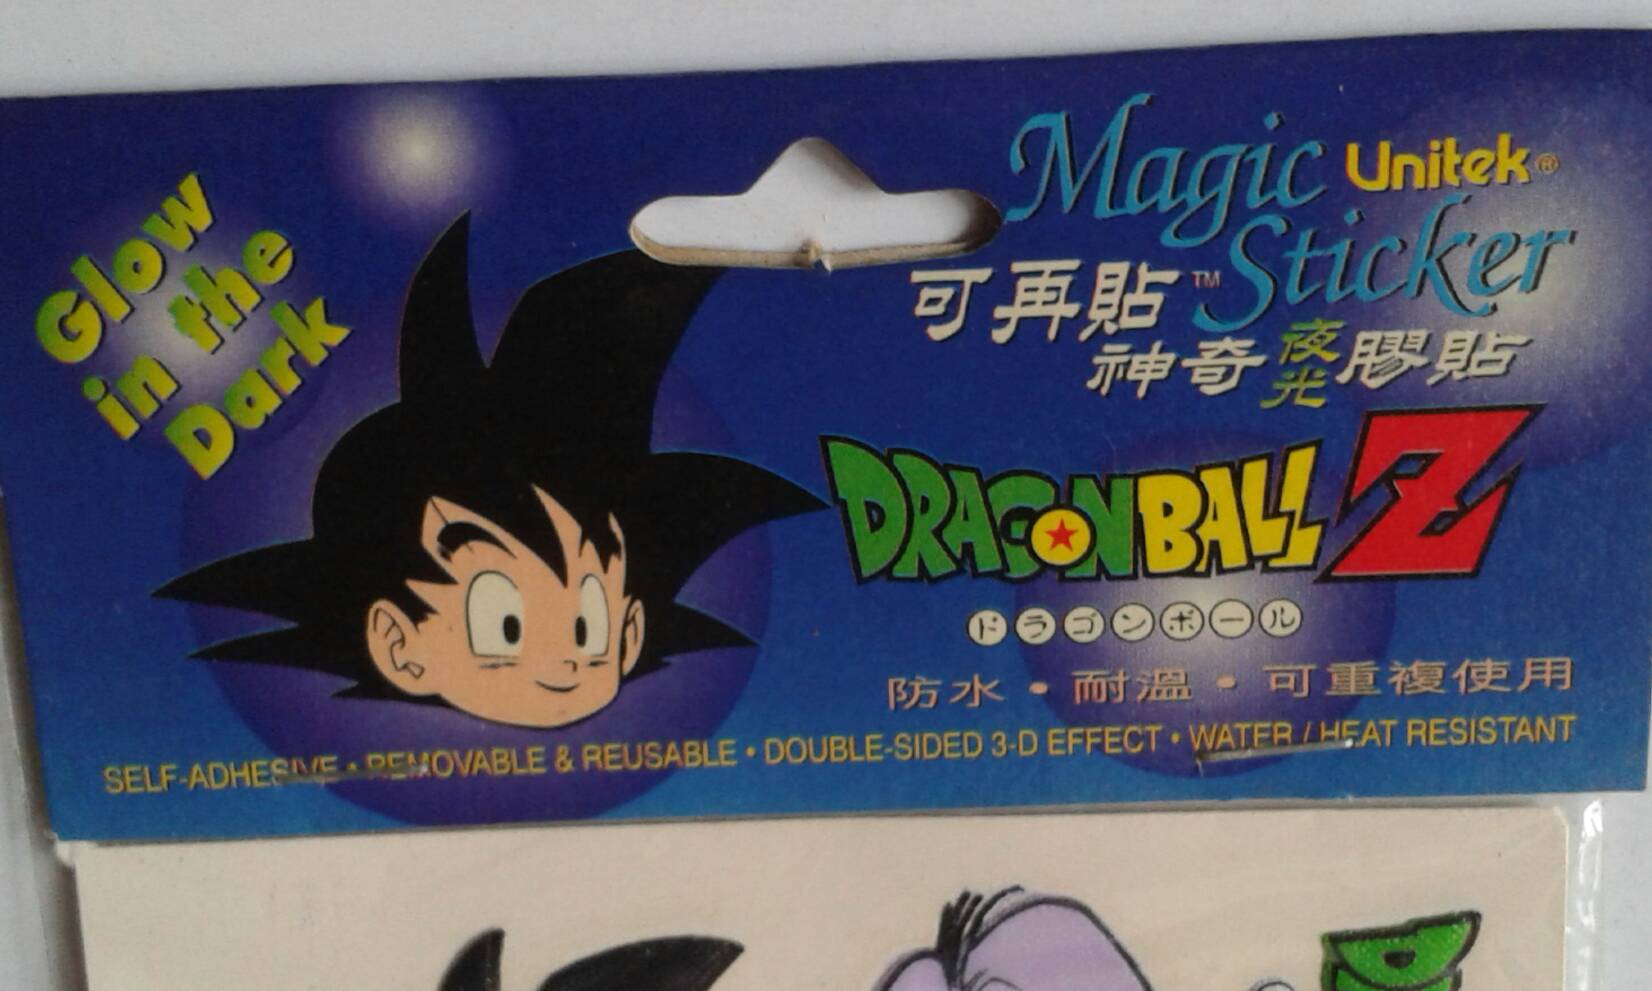 Glow
in the
Dark
Magic Unitek®
Sticker
可再貼™
神奇夜光膠貼
DRAGONBALL Z
ドラゴンボール
防水・耐溫・可重複使用
SELF-ADHESIVE • REMOVABLE & REUSABLE • DOUBLE-SIDED 3-D EFFECT • WATER / HEAT RESISTANT